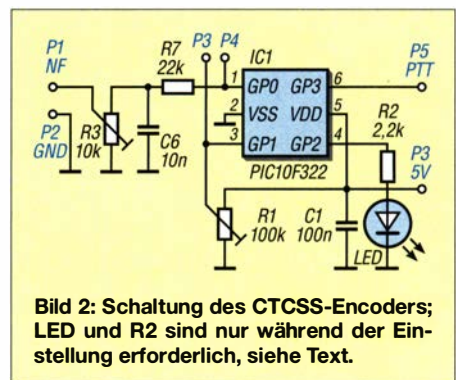 P1
NF
R7
22k
P3
P4
IC1
P5
PTT
1
GP0
GP3
6
2
VSS
VDD
5
R2
2,2k
P2
GND
R3
10k
C6
10n
3
GP1
GP2
4
P3
5V
PIC10F322
R1
100k
C1
100n
LED
Bild 2: Schaltung des CTCSS-Encoders;
LED und R2 sind nur während der Ein-
stellung erforderlich, siehe Text.